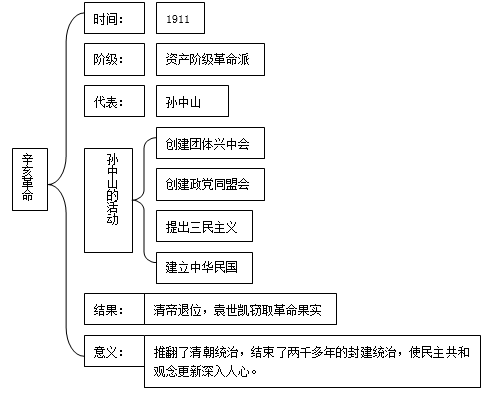 时间：
1911
阶级：
资产阶级革命派
代表：
孙中山
辛亥革命
孙中山的活动
创建团体兴中会
创建政党同盟会
提出三民主义
建立中华民国
结果：
清帝退位，袁世凯窃取革命果实
意义：
推翻了清朝统治，结束了两千多年的封建统治，使民主共和
观念更新深入人心。